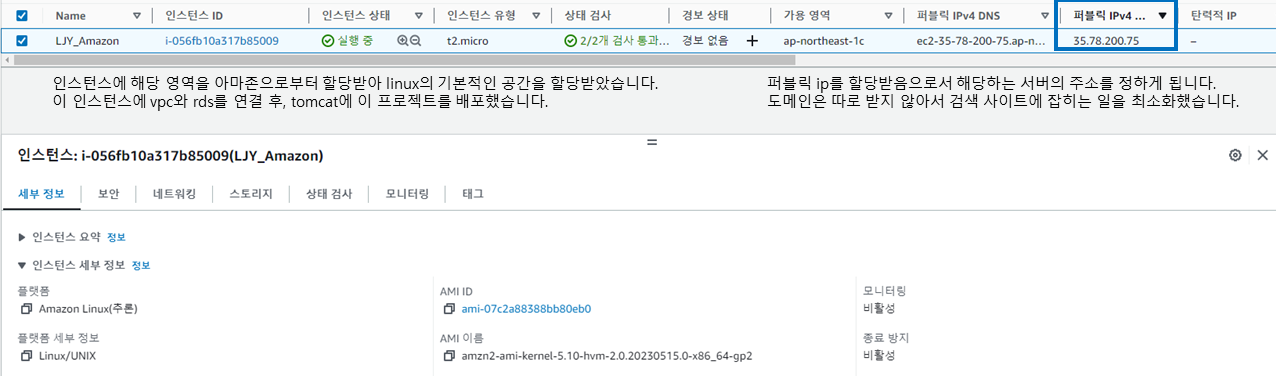 Name 인스턴스 ID 인스턴스 상태 인스턴스 유형 상태 검사 경보 상태 가용 영역 퍼블릭 IPv4 DNS 퍼블릭 IPv4 ... 탄력적 IP
LJY_Amazon i-056fb10a317b85009 실행 중 t2.micro 2/2개 검사 통과... 경보 없음 + ap-northeast-1c ec2-35-78-200-75.ap-n... 35.78.200.75 –
인스턴스에 해당 영역을 아마존으로부터 할당받아 linux의 기본적인 공간을 할당받았습니다.
이 인스턴스에 vpc와 rds를 연결 후, tomcat에 이 프로젝트를 배포했습니다.
퍼블릭 ip를 할당받음으로서 해당하는 서버의 주소를 정하게 됩니다.
도메인은 따로 받지 않아서 검색 사이트에 잡히는 일을 최소화했습니다.
인스턴스: i-056fb10a317b85009(LJY_Amazon)
세부 정보 보안 네트워킹 스토리지 상태 검사 모니터링 태그
인스턴스 요약 정보
인스턴스 세부 정보 정보
플랫폼 AMI ID 모니터링
Amazon Linux(추론) ami-07c2a88388bb80eb0 비활성
플랫폼 세부 정보 AMI 이름 종료 방지
Linux/UNIX amzn2-ami-kernel-5.10-hvm-2.0.20230515.0-x86_64-gp2 비활성